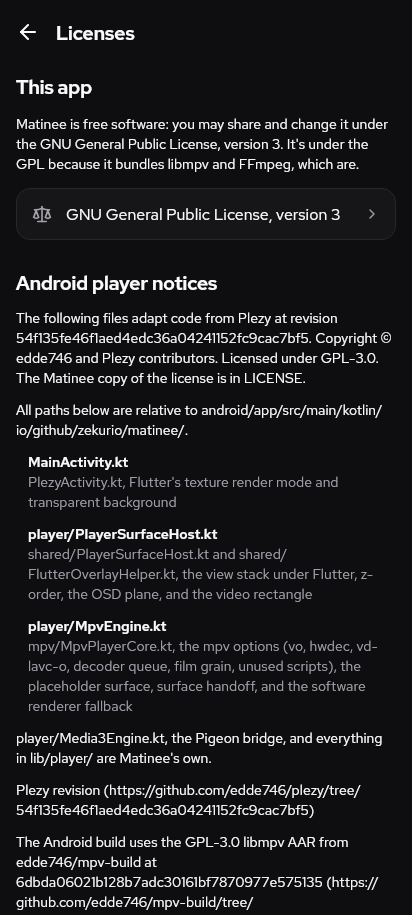 Licenses
This app
Matinee is free software: you may share and change it under
the GNU General Public License, version 3. It's under the
GPL because it bundles libmpv and FFmpeg, which are.
GNU General Public License, version 3
Android player notices
The following files adapt code from Plezy at revision
54f135fe46f1aed4edc36a04241152fc9cac7bf5. Copyright ©
edde746 and Plezy contributors. Licensed under GPL-3.0.
The Matinee copy of the license is in LICENSE.
All paths below are relative to android/app/src/main/kotlin/
io/github/zekurio/matinee/.
MainActivity.kt
PlezyActivity.kt, Flutter's texture render mode and
transparent background
player/PlayerSurfaceHost.kt
shared/PlayerSurfaceHost.kt and shared/
FlutterOverlayHelper.kt, the view stack under Flutter, z-
order, the OSD plane, and the video rectangle
player/MpvEngine.kt
mpv/MpvPlayerCore.kt, the mpv options (vo, hwdec, vd-
lavc-o, decoder queue, film grain, unused scripts), the
placeholder surface, surface handoff, and the software
renderer fallback
player/Media3Engine.kt, the Pigeon bridge, and everything
in lib/player/ are Matinee's own.
Plezy revision (https://github.com/edde746/plezy/tree/
54f135fe46f1aed4edc36a04241152fc9cac7bf5)
The Android build uses the GPL-3.0 libmpv AAR from
edde746/mpv-build at
6dbda06021b128b7adc30161bf7870977e575135 (https://
github.com/edde746/mpv-build/tree/